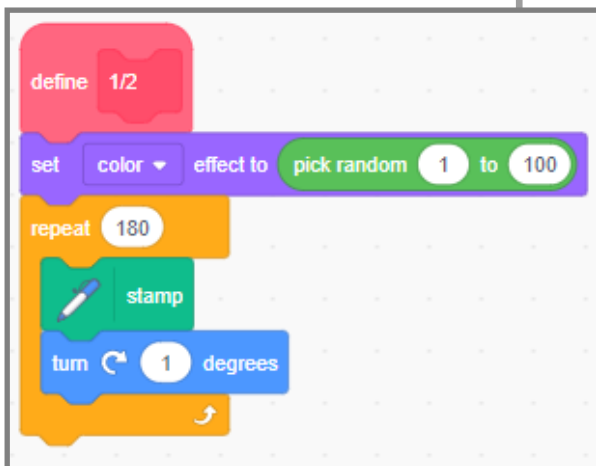 define 1/2
set color effect to pick random 1 to 100
repeat 180
stamp
turn 1 degrees